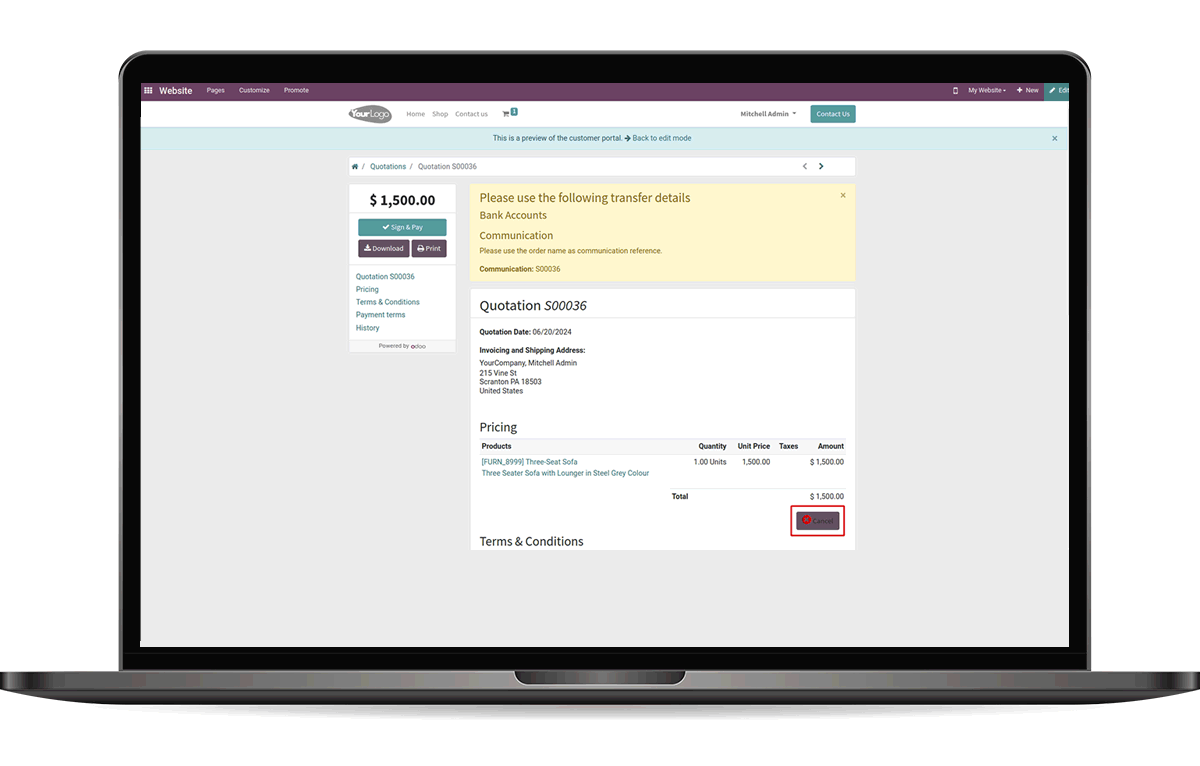 Website Pages Customize Promote My Website New Edit
YourLogo Home Shop Contact us 1 Mitchell Admin Contact Us
This is a preview of the customer portal. Back to edit mode
/ Quotations / Quotation S00036
$ 1,500.00
Sign & Pay
Download Print
Quotation S00036
Pricing
Terms & Conditions
Payment terms
History
Powered by odoo
Please use the following transfer details
Bank Accounts
Communication
Please use the order name as communication reference.
Communication: S00036
Quotation S00036
Quotation Date: 06/20/2024
Invoicing and Shipping Address:
YourCompany, Mitchell Admin
215 Vine St
Scranton PA 18503
United States
Pricing
Products Quantity Unit Price Taxes Amount
[FURN_8999] Three-Seat Sofa 1.00 Units 1,500.00 $ 1,500.00
Three Seater Sofa with Lounger in Steel Grey Colour
Total $ 1,500.00
Cancel
Terms & Conditions